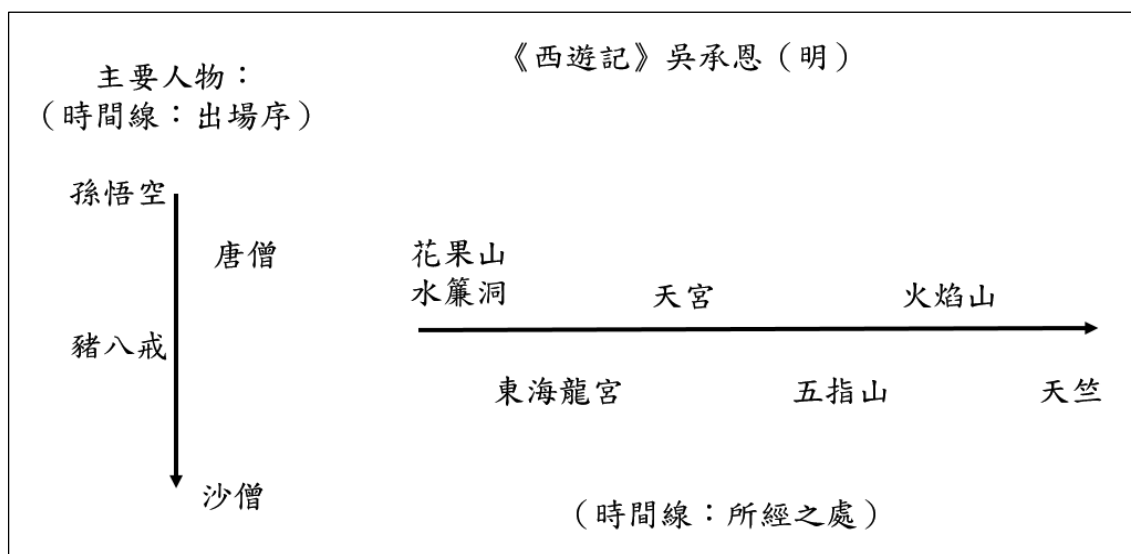 《西遊記》吳承恩（明）
主要人物：
（時間線：出場序）
孫悟空
唐僧
豬八戒
沙僧
花果山
水簾洞
天宮
火焰山
東海龍宮
五指山
天竺
（時間線：所經之處）